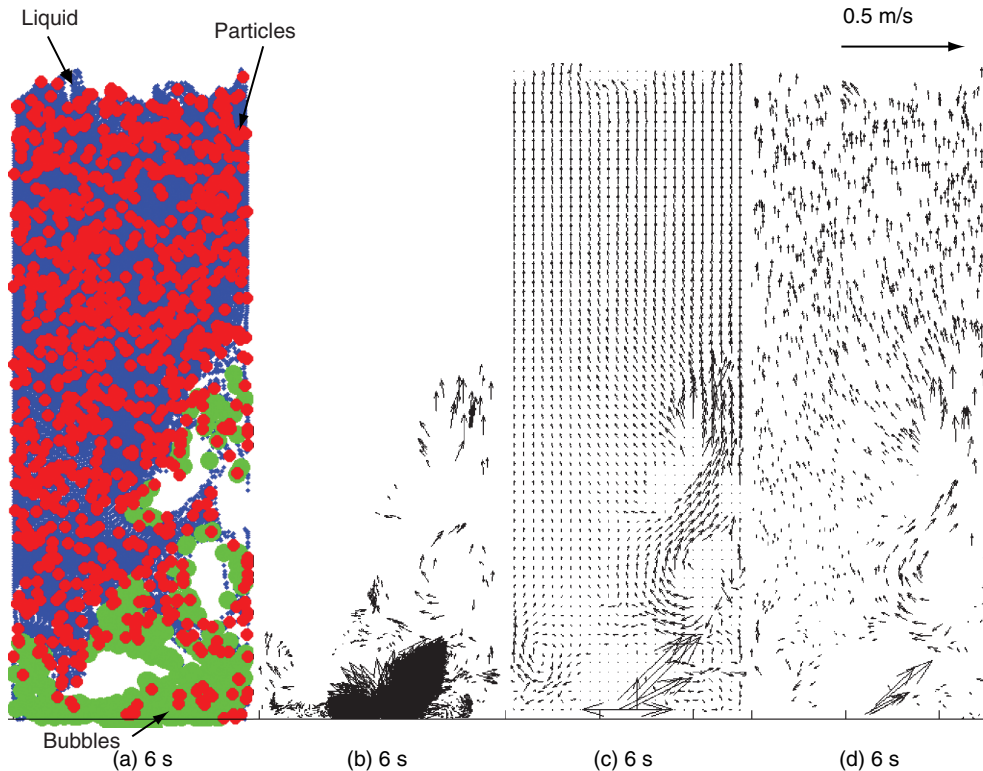 Liquid
Particles
0.5 m/s
Bubbles
(a) 6 s
(b) 6 s
(c) 6 s
(d) 6 s